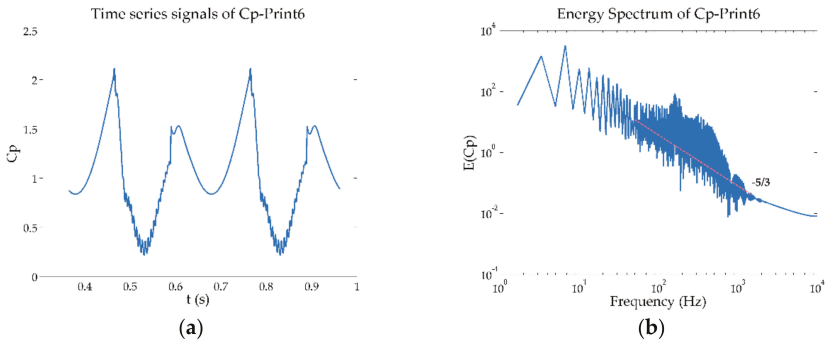 Time series signals of Cp-Print6
2.5
2
1.5
1
0.5
0
Cp
0.4 0.5 0.6 0.7 0.8 0.9 1
t (s)
(a)
Energy Spectrum of Cp-Print6
10^4
10^2
10^0
10^-2
10^-1
E(Cp)
-5/3
10^0 10^1 10^2 10^3 10^4
Frequency (Hz)
(b)